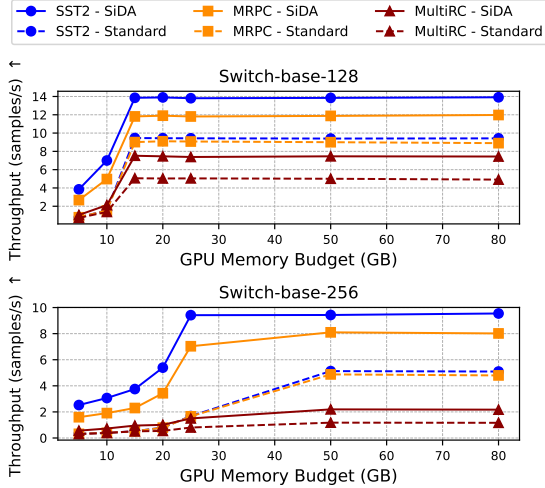 SST2 - SiDA MRPC - SiDA MultiRC - SiDA
SST2 - Standard MRPC - Standard MultiRC - Standard
Switch-base-128
Throughput (samples/s) ↑
14
12
10
8
6
4
2
10 20 30 40 50 60 70 80
GPU Memory Budget (GB)
Switch-base-256
Throughput (samples/s) ↑
10
8
6
4
2
0
10 20 30 40 50 60 70 80
GPU Memory Budget (GB)